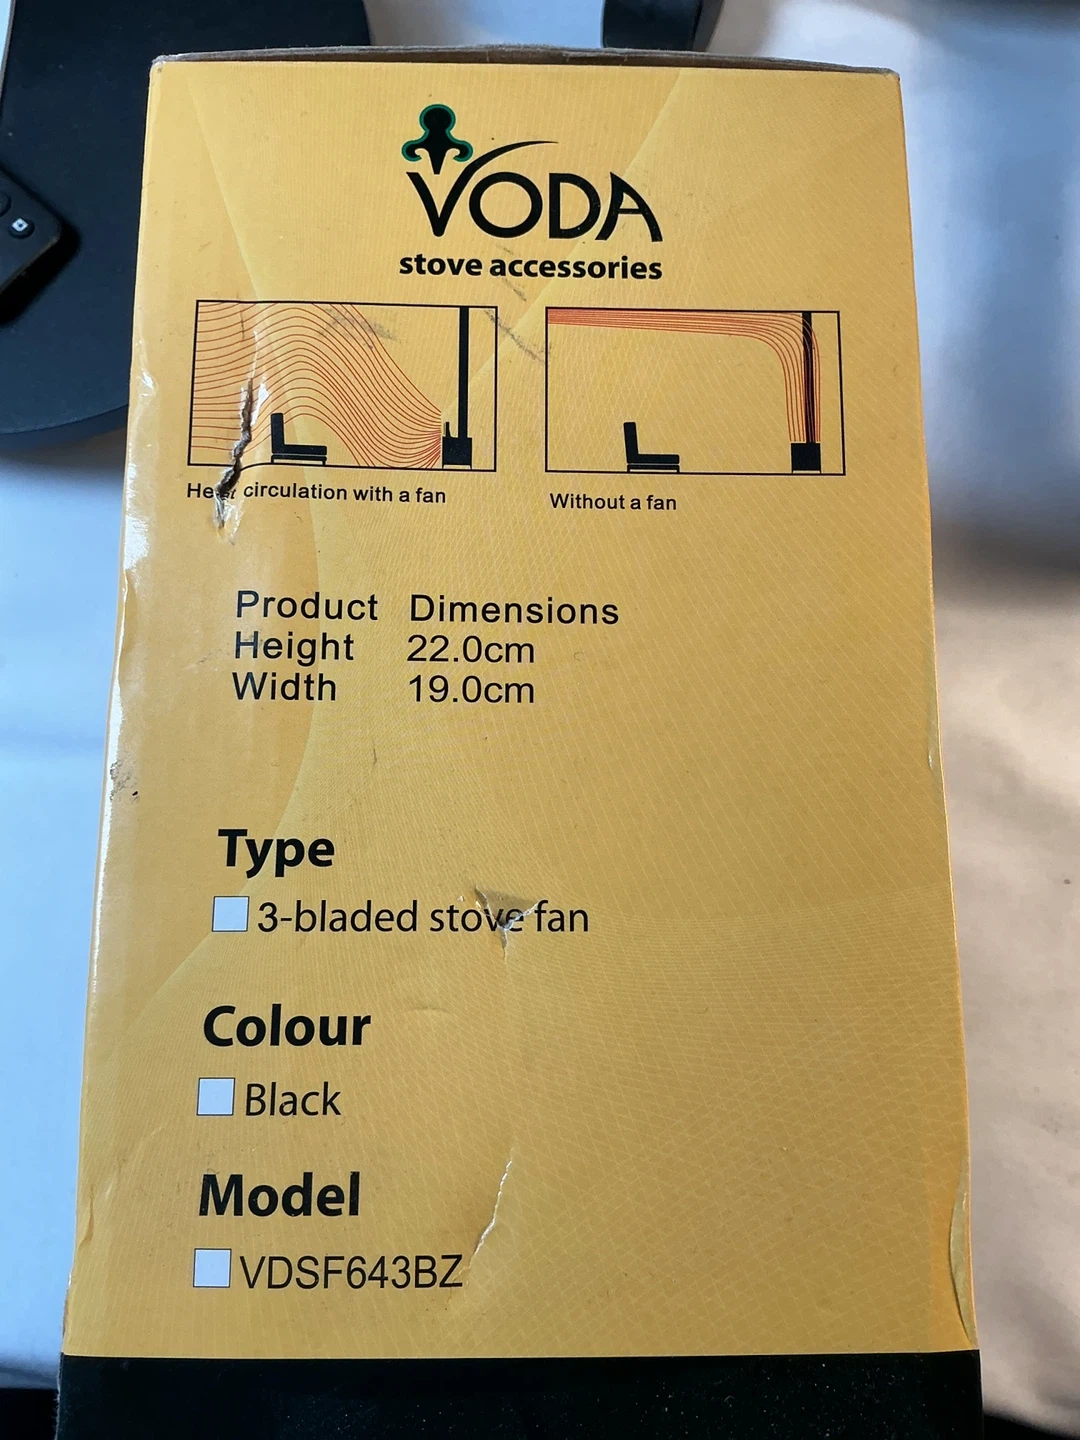 VODA
stove accessories
Heat circulation with a fan
Without a fan
Product Dimensions
Height 22.0cm
Width 19.0cm
Type
3-bladed stove fan
Colour
Black
Model
VDSF643BZ